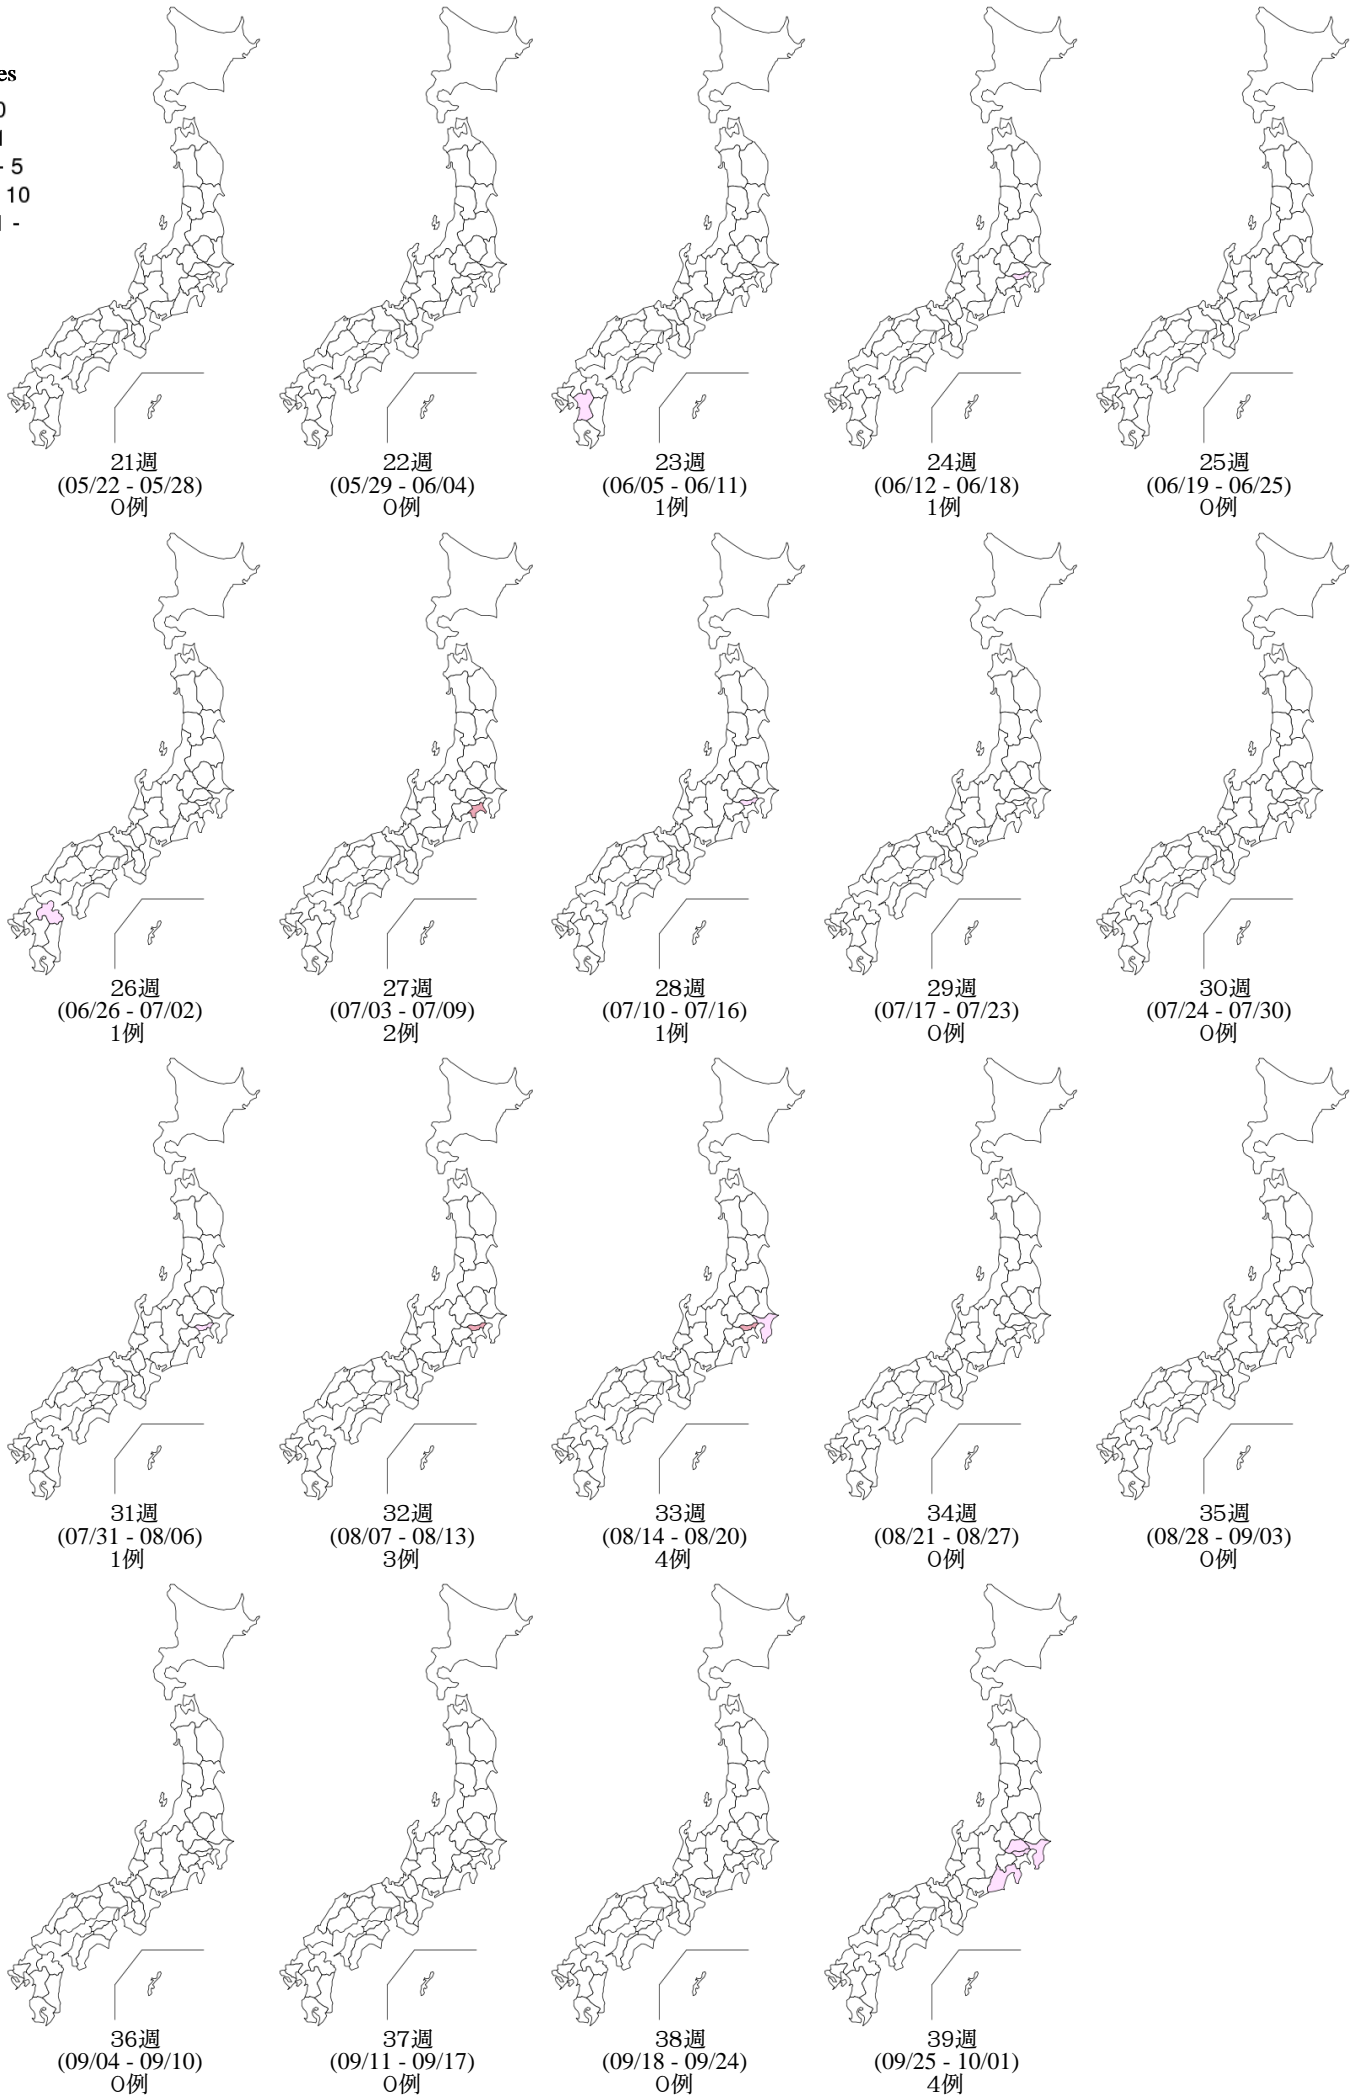 es
0
1
- 5
10
1 -
21週
(05/22 - 05/28)
0例
22週
(05/29 - 06/04)
0例
23週
(06/05 - 06/11)
1例
24週
(06/12 - 06/18)
1例
25週
(06/19 - 06/25)
0例
26週
(06/26 - 07/02)
1例
27週
(07/03 - 07/09)
2例
28週
(07/10 - 07/16)
1例
29週
(07/17 - 07/23)
0例
30週
(07/24 - 07/30)
0例
31週
(07/31 - 08/06)
1例
32週
(08/07 - 08/13)
3例
33週
(08/14 - 08/20)
4例
34週
(08/21 - 08/27)
0例
35週
(08/28 - 09/03)
0例
36週
(09/04 - 09/10)
0例
37週
(09/11 - 09/17)
0例
38週
(09/18 - 09/24)
0例
39週
(09/25 - 10/01)
4例